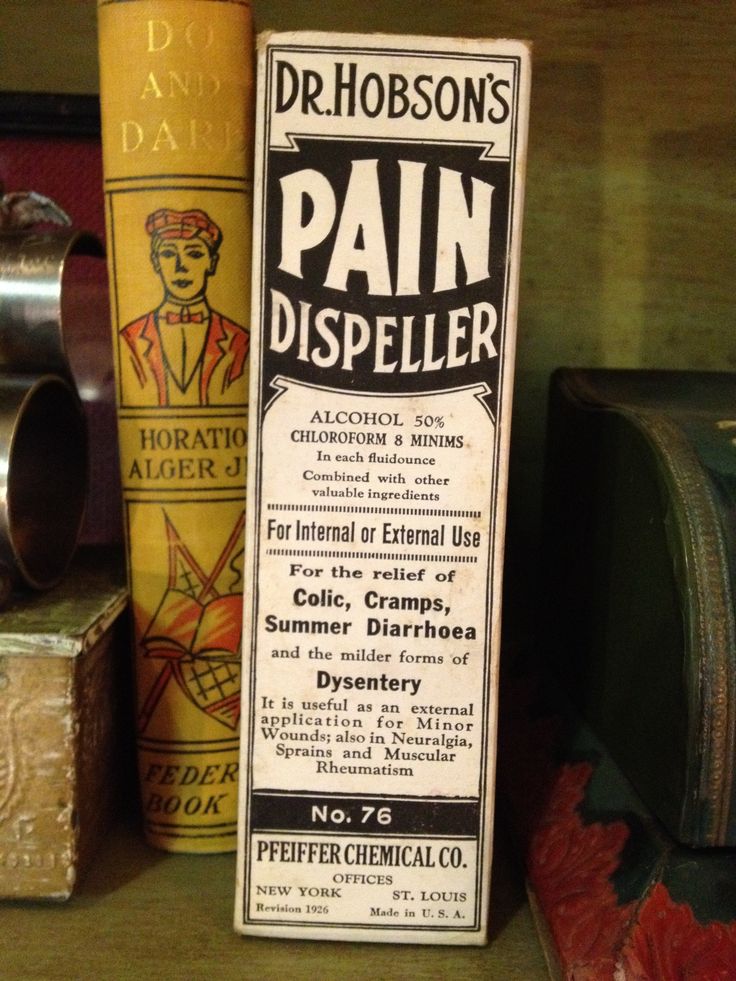 DO
AND
DARE
HORATIO
ALGER JR
FEDER
BOOK
DR. HOBSON'S
PAIN
DISPELLER
ALCOHOL 50%
CHLOROFORM 8 MINIMS
In each fluidounce
Combined with other
valuable ingredients
For Internal or External Use
For the relief of
Colic, Cramps,
Summer Diarrhoea
and the milder forms of
Dysentery
It is useful as an external
application for Minor
Wounds; also in Neuralgia,
Sprains and Muscular
Rheumatism
No. 76
PFEIFFER CHEMICAL CO.
OFFICES
NEW YORK ST. LOUIS
Revision 1926 Made in U. S. A.